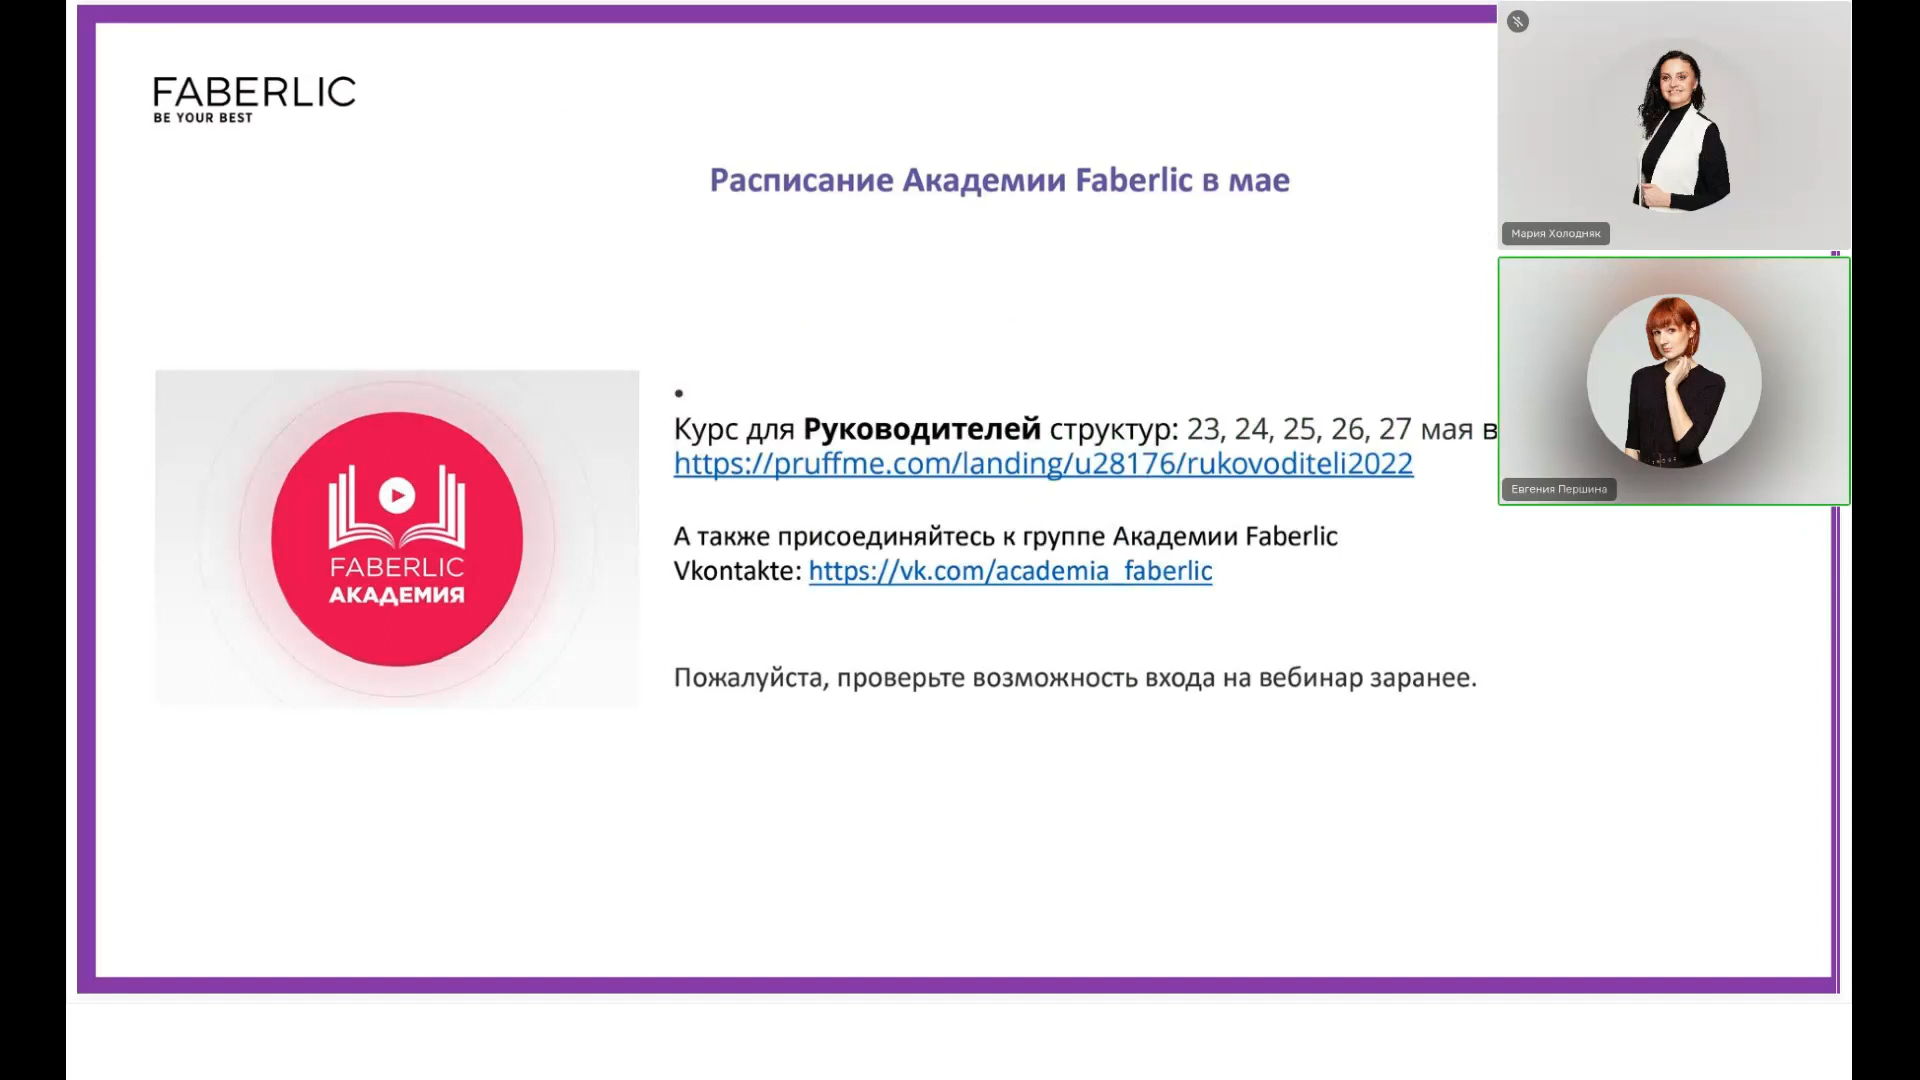 FABERLIC
BE YOUR BEST
Расписание Академии Faberlic в мае
Мария Холодняк
Евгения Першина
FABERLIC
АКАДЕМИЯ
•
Курс для Руководителей структур: 23, 24, 25, 26, 27 мая в
https://pruffme.com/landing/u28176/rukovoditeli2022
А также присоединяйтесь к группе Академии Faberlic
Vkontakte: https://vk.com/academia_faberlic
Пожалуйста, проверьте возможность входа на вебинар заранее.